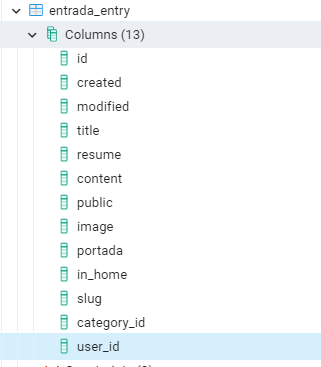 entrada_entry
Columns (13)
id
created
modified
title
resume
content
public
image
portada
in_home
slug
category_id
user_id